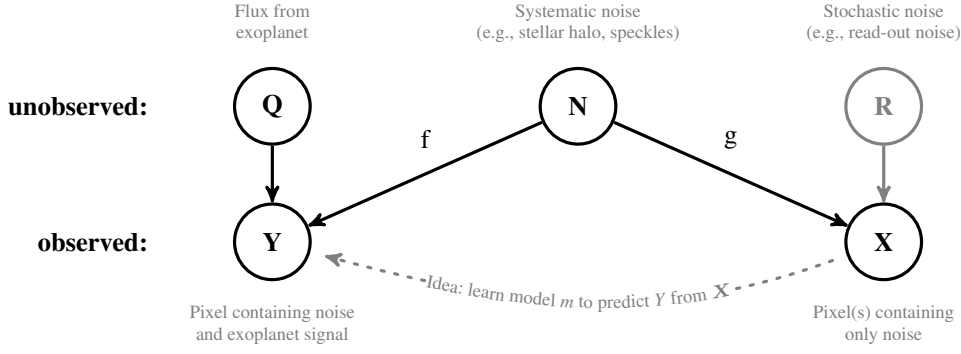 Flux from
exoplanet
Systematic noise
(e.g., stellar halo, speckles)
Stochastic noise
(e.g., read-out noise)
unobserved:
Q
N
R
f
g
observed:
Y
X
Idea: learn model m to predict Y from X
Pixel containing noise
and exoplanet signal
Pixel(s) containing
only noise